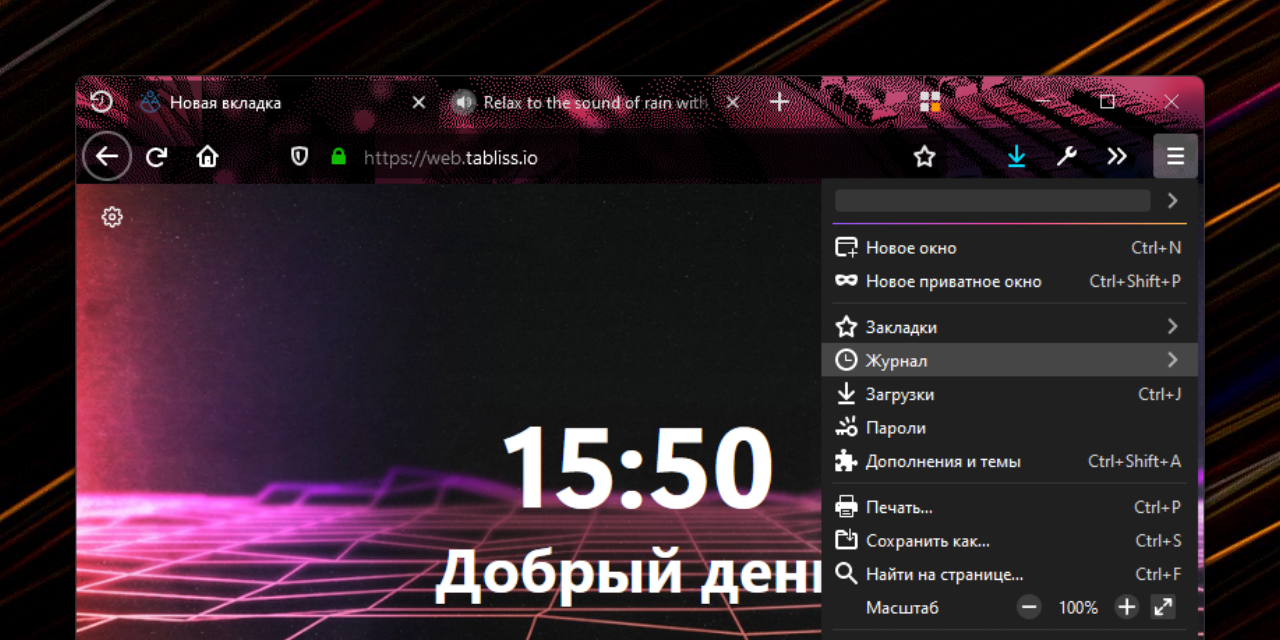 Новая вкладка
Relax to the sound of rain with
https://web.tabliss.io
Новое окно Ctrl+N
Новое приватное окно Ctrl+Shift+P
Закладки
Журнал
Загрузки Ctrl+J
Пароли
Дополнения и темы Ctrl+Shift+A
Печать... Ctrl+P
Сохранить как... Ctrl+S
Найти на странице... Ctrl+F
Масштаб 100%
15:50
Добрый ден